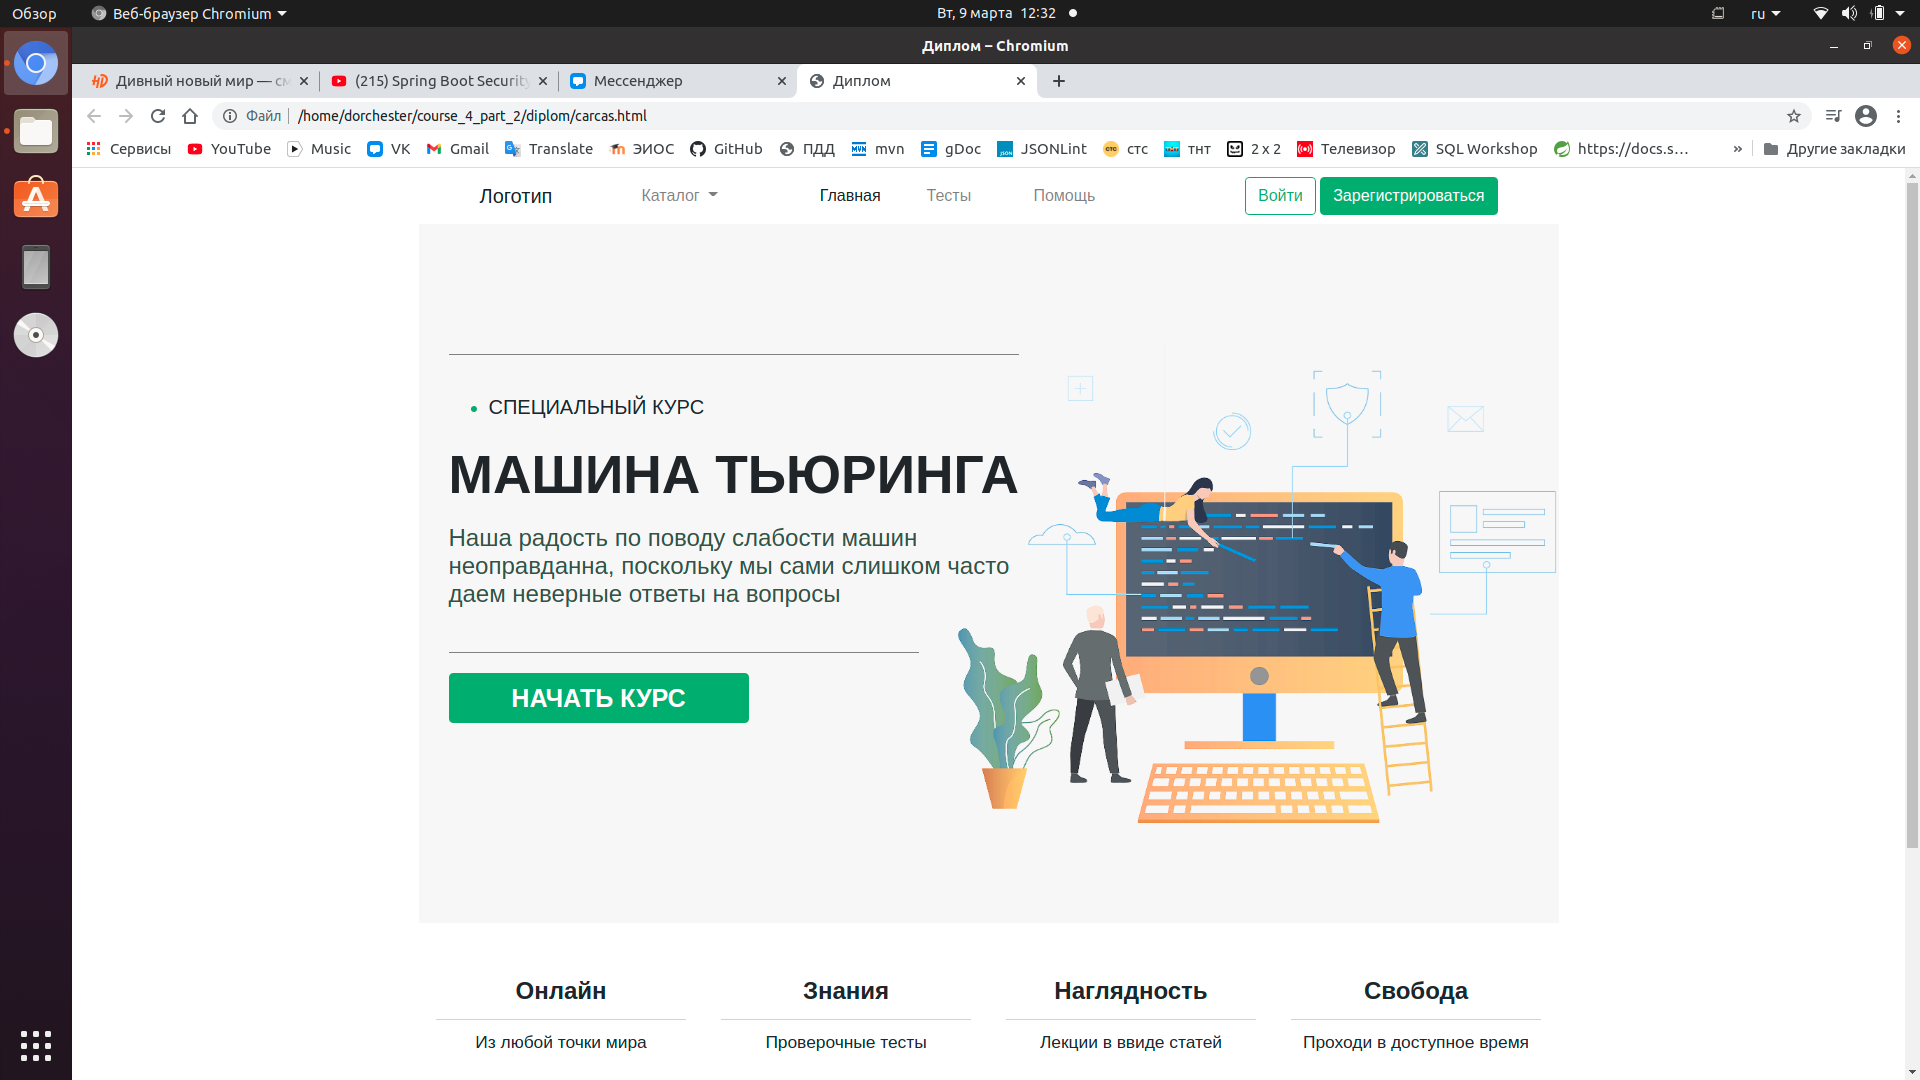 Обзор
Веб-браузер Chromium
Вт, 9 марта 12:32
ru
Диплом – Chromium
Дивный новый мир — см
(215) Spring Boot Security
Мессенджер
Диплом
Файл
/home/dorchester/course_4_part_2/diplom/carcas.html
Сервисы
YouTube
Music
VK
Gmail
Translate
ЭИОС
GitHub
ПДД
mvn
gDoc
JSONLint
стс
тнт
2 x 2
Телевизор
SQL Workshop
https://docs.s...
»
Другие закладки
Логотип
Каталог
Главная
Тесты
Помощь
Войти
Зарегистрироваться
СПЕЦИАЛЬНЫЙ КУРС
МАШИНА ТЬЮРИНГА
Наша радость по поводу слабости машин
неоправданна, поскольку мы сами слишком часто
даем неверные ответы на вопросы
НАЧАТЬ КУРС
Онлайн
Знания
Наглядность
Свобода
Из любой точки мира
Проверочные тесты
Лекции в ввиде статей
Проходи в доступное время